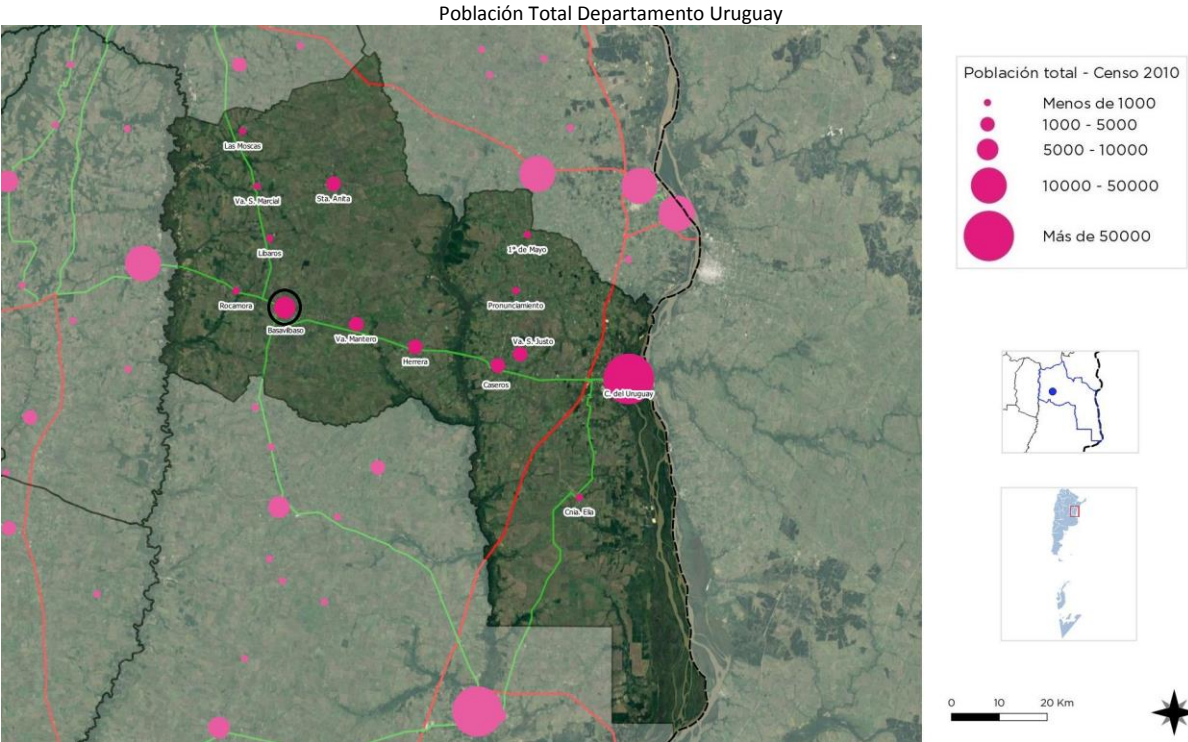 Población Total Departamento Uruguay
Población total - Censo 2010
Menos de 1000
1000 - 5000
5000 - 10000
10000 - 50000
Más de 50000
Las Moscas
Va. S. Marcial
Sta. Anita
Líbaros
1° de Mayo
Rocamora
Pronunciamiento
Basavilbaso
Va. Mantero
Va. S. Justo
Herrera
Caseros
C. del Uruguay
Cnia. Elia
0 10 20 Km